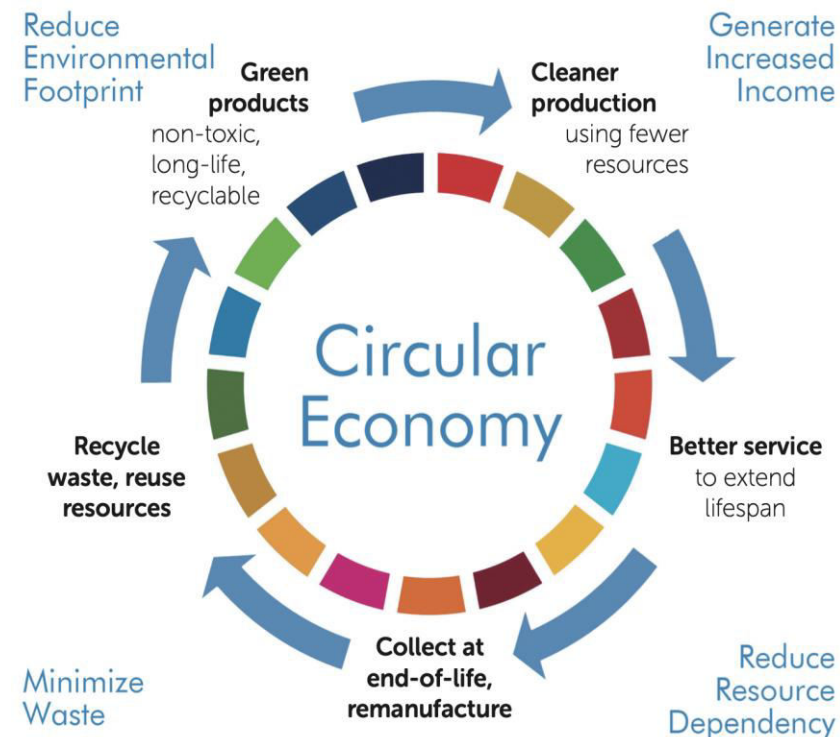 Reduce
Environmental
Footprint
Generate
Increased
Income
Green
products
non-toxic,
long-life,
recyclable
Cleaner
production
using fewer
resources
Circular
Economy
Recycle
waste, reuse
resources
Better service
to extend
lifespan
Collect at
end-of-life,
remanufacture
Minimize
Waste
Reduce
Resource
Dependency